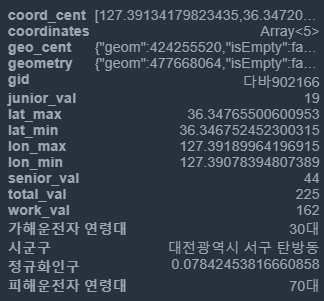 coord_cent [127.39134179823435,36.34720...
coordinates Array<5>
geo_cent {"geom":424255520,"isEmpty":fa...
geometry {"geom":477668064,"isEmpty":fa...
gid 다바902166
junior_val 19
lat_max 36.34765500600953
lat_min 36.346752452300315
lon_max 127.39189964196915
lon_min 127.39078394807389
senior_val 44
total_val 225
work_val 162
가해운전자 연령대 30대
시군구 대전광역시 서구 탄방동
정규화인구 0.07842453816660858
피해운전자 연령대 70대